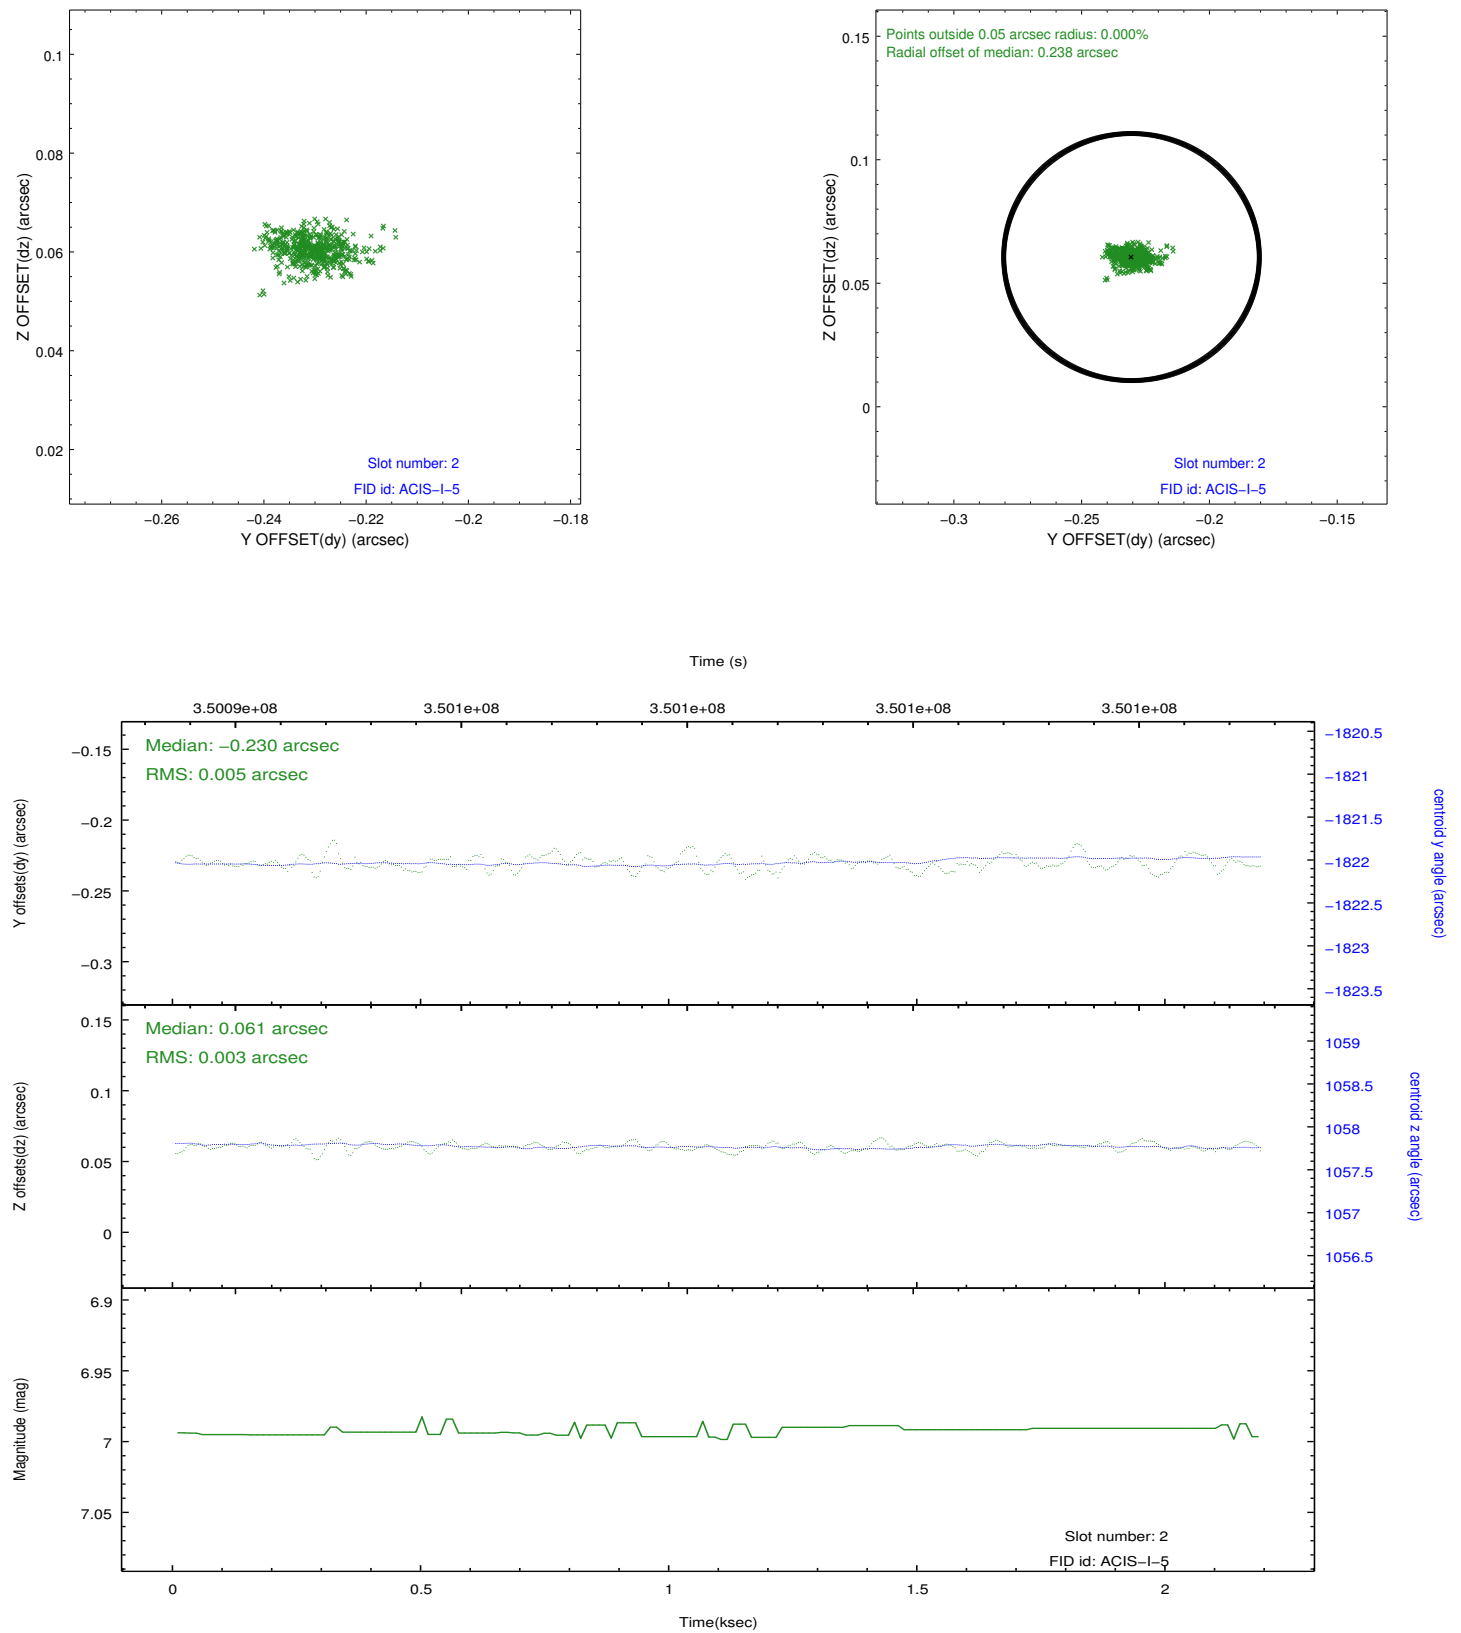 0.1
0.08
0.06
0.04
0.02
Z OFFSET(dz) (arcsec)
Slot number: 2
FID id: ACIS−I−5
−0.26 −0.24 −0.22 −0.2 −0.18
Y OFFSET(dy) (arcsec)
Points outside 0.05 arcsec radius: 0.000%
Radial offset of median: 0.238 arcsec
0.15
0.1
0.05
0
Z OFFSET(dz) (arcsec)
Slot number: 2
FID id: ACIS−I−5
−0.3 −0.25 −0.2 −0.15
Y OFFSET(dy) (arcsec)
Time (s)
3.5009e+08 3.501e+08 3.501e+08 3.501e+08 3.501e+08
Median: −0.230 arcsec
RMS: 0.005 arcsec
−0.15
−0.2
−0.25
−0.3
Y offsets(dy) (arcsec)
−1820.5
−1821
−1821.5
−1822
−1822.5
−1823
−1823.5
centroid y angle (arcsec)
Median: 0.061 arcsec
RMS: 0.003 arcsec
0.15
0.1
0.05
0
Z offsets(dz) (arcsec)
1059
1058.5
1058
1057.5
1057
1056.5
centroid z angle (arcsec)
6.9
6.95
7
7.05
Magnitude (mag)
Slot number: 2
FID id: ACIS−I−5
0 0.5 1 1.5 2
Time(ksec)